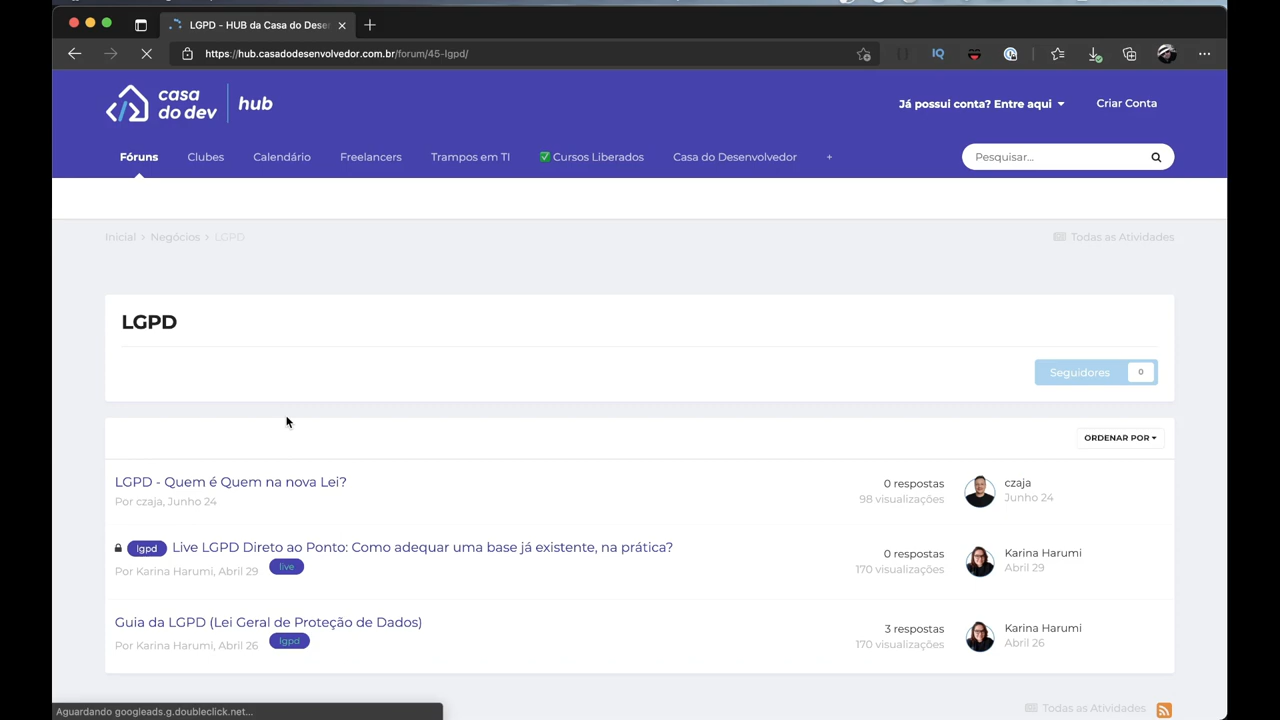 LGPD - HUB da Casa do Dese
https://hub.casadodesenvolvedor.com.br/forum/45-lgpd/
IQ
casa
do dev
hub
Já possui conta? Entre aqui
Criar Conta
Fóruns
Clubes
Calendário
Freelancers
Trampos em TI
Cursos Liberados
Casa do Desenvolvedor
+
Pesquisar...
Inicial > Negócios > LGPD
Todas as Atividades
LGPD
Seguidores 0
ORDENAR POR
LGPD - Quem é Quem na nova Lei?
Por czaja, Junho 24
0 respostas
98 visualizações
czaja
Junho 24
lgpd Live LGPD Direto ao Ponto: Como adequar uma base já existente, na prática?
Por Karina Harumi, Abril 29 live
0 respostas
170 visualizações
Karina Harumi
Abril 29
Guia da LGPD (Lei Geral de Proteção de Dados)
Por Karina Harumi, Abril 26 lgpd
3 respostas
170 visualizações
Karina Harumi
Abril 26
Todas as Atividades
Aguardando googleads.g.doubleclick.net...